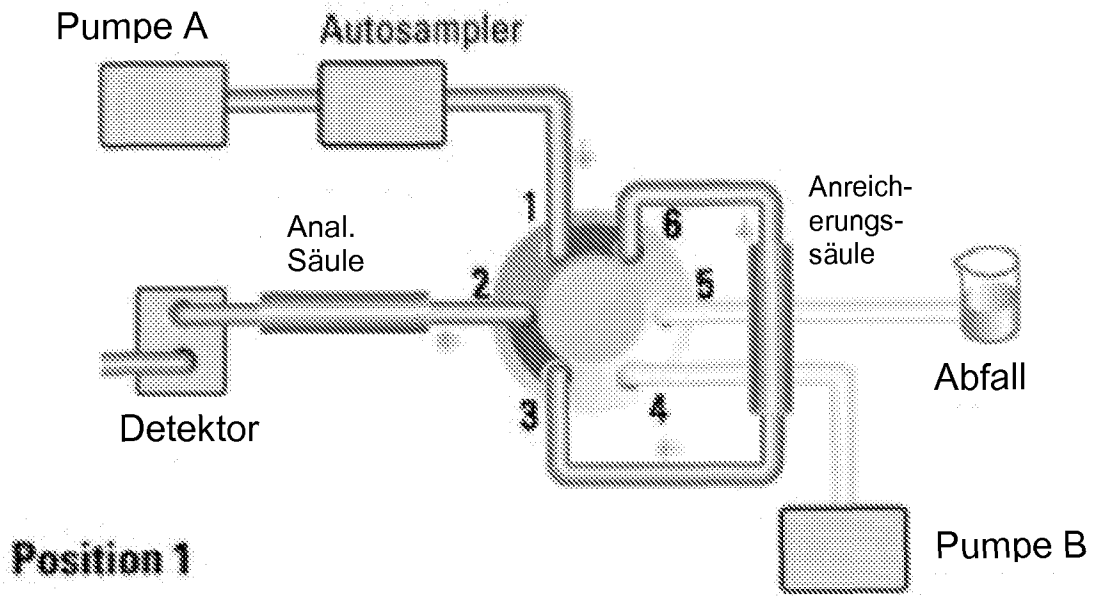 Pumpe A
Autosampler
1
6
Anreich-
erungs-
säule
Anal.
Säule
2
5
3
4
Abfall
Detektor
Position 1
Pumpe B